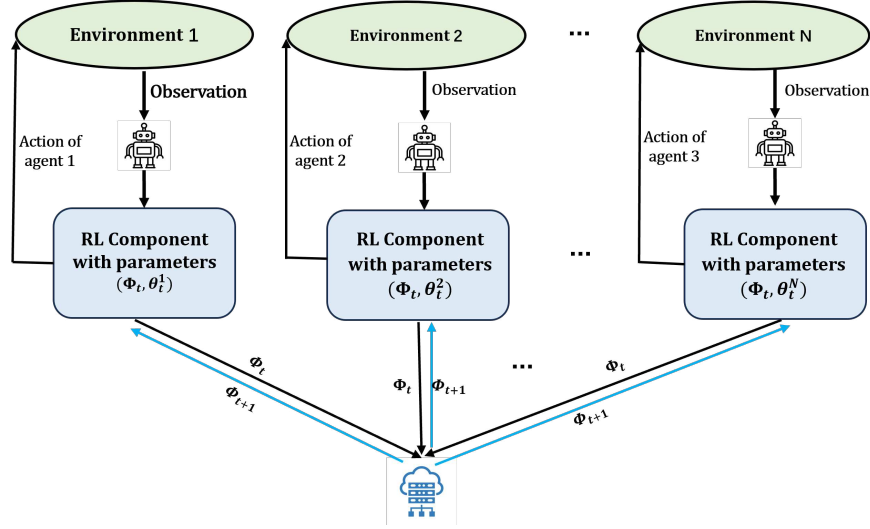 Environment 1
Environment 2
...
Environment N
Observation
Observation
Observation
Action of
agent 1
Action of
agent 2
Action of
agent 3
RL Component
with parameters
(Φₜ, θₜ¹)
RL Component
with parameters
(Φₜ, θₜ²)
...
RL Component
with parameters
(Φₜ, θₜᴺ)
Φₜ
Φₜ₊₁
Φₜ
Φₜ₊₁
...
Φₜ
Φₜ₊₁